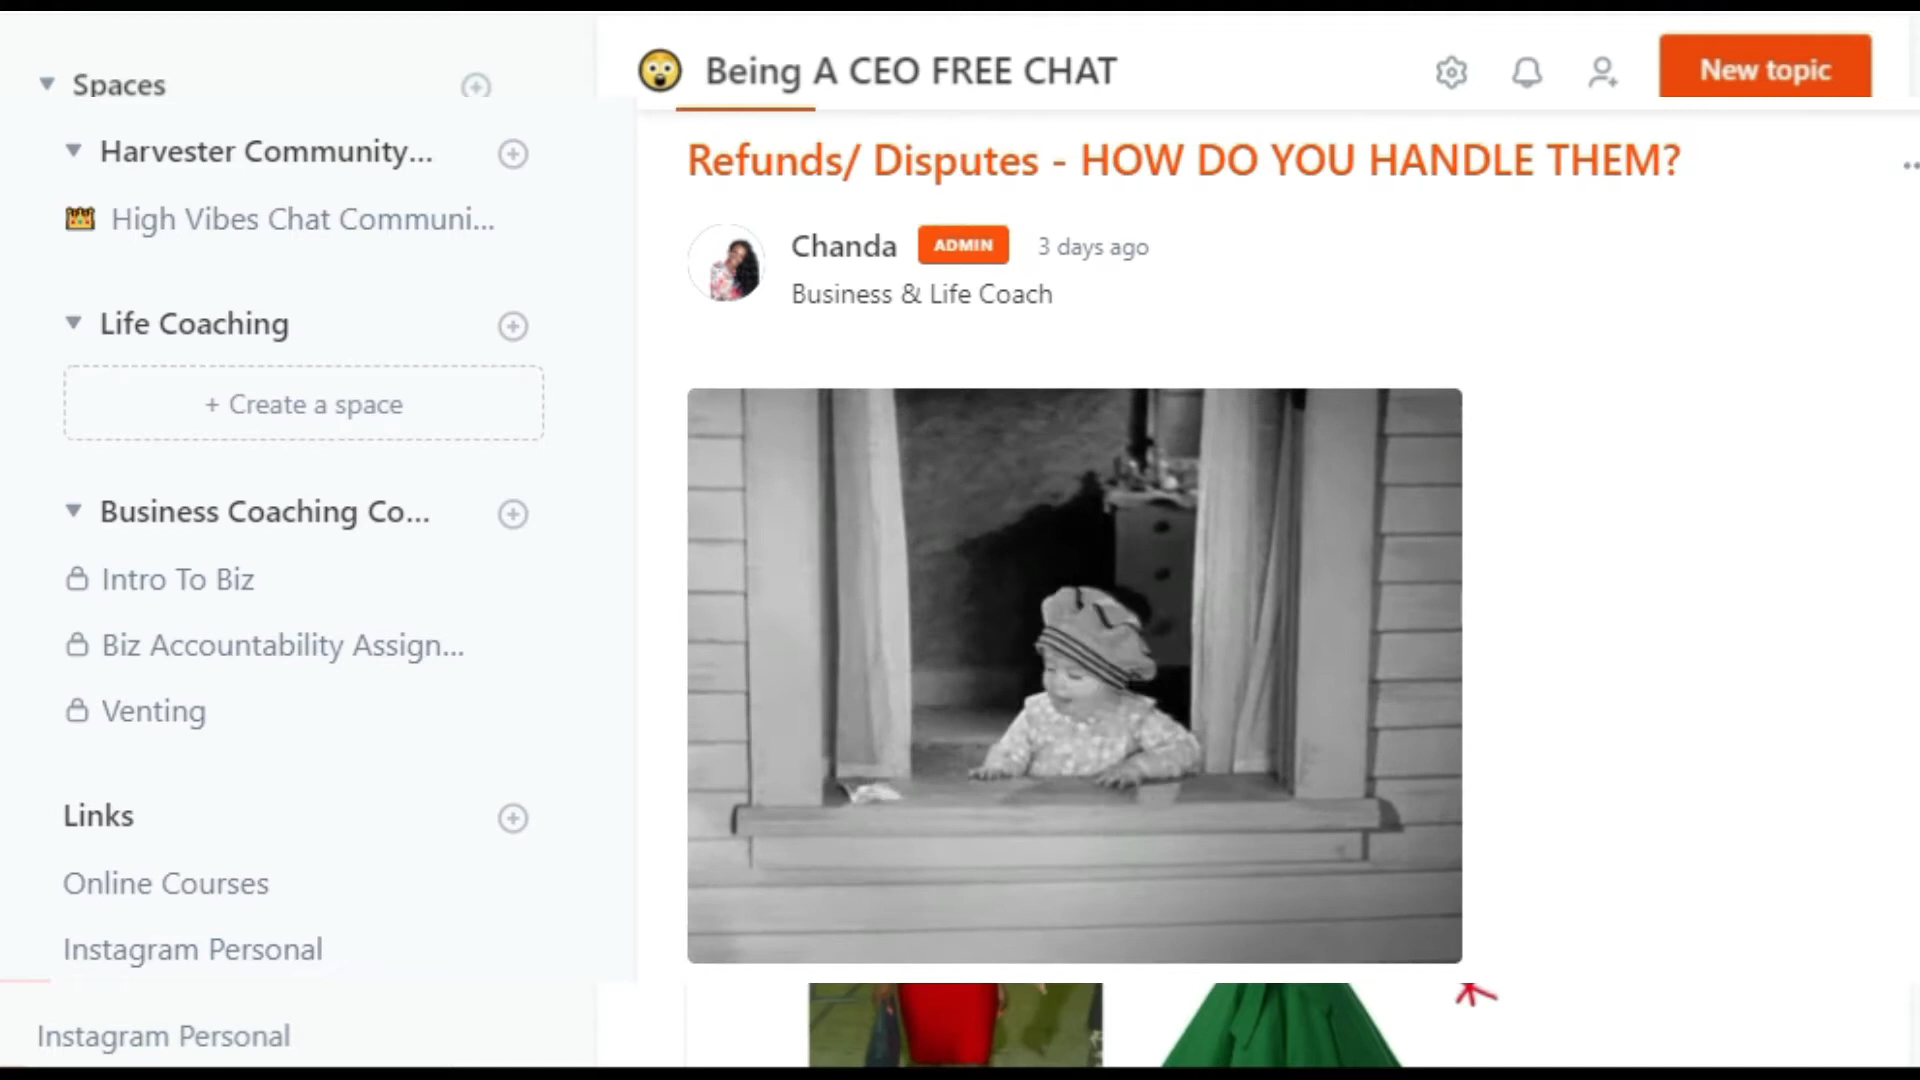 Spaces
Harvester Community...
High Vibes Chat Communi...
Life Coaching
+ Create a space
Business Coaching Co...
Intro To Biz
Biz Accountability Assign...
Venting
Links
Online Courses
Instagram Personal
Instagram Personal
Being A CEO FREE CHAT
New topic
Refunds/ Disputes - HOW DO YOU HANDLE THEM?
Chanda ADMIN 3 days ago
Business & Life Coach